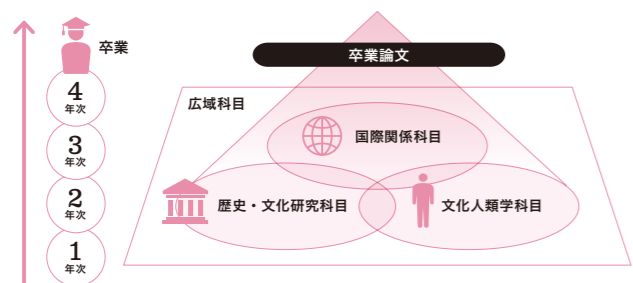 卒業
4
年次
3
年次
2
年次
1
年次
卒業論文
広域科目
国際関係科目
歴史・文化研究科目
文化人類学科目